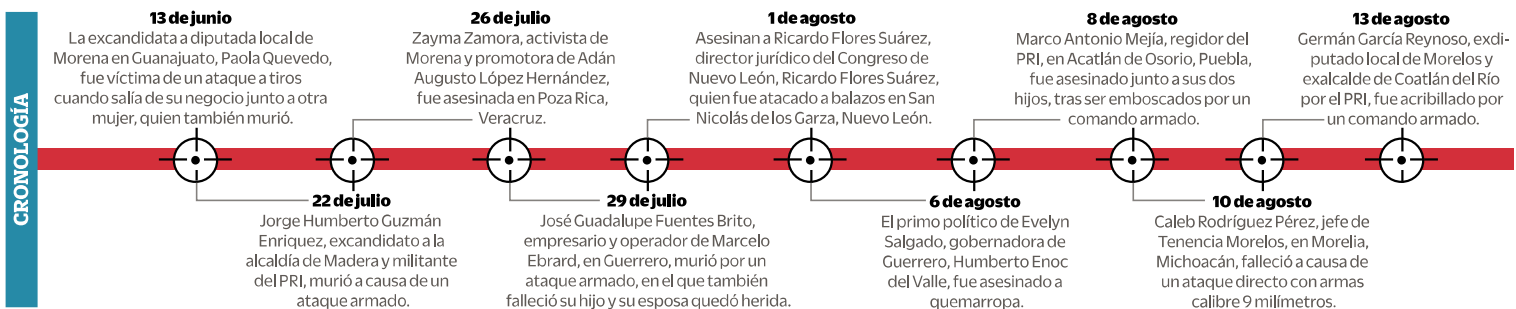 CRONOLOGÍA
13 de junio
La excandidata a diputada local de
Morena en Guanajuato, Paola Quevedo,
fue víctima de un ataque a tiros
cuando salía de su negocio junto a otra
mujer, quien también murió.
22 de julio
Jorge Humberto Guzmán
Enriquez, excandidato a la
alcaldía de Madera y militante
del PRI, murió a causa de un
ataque armado.
26 de julio
Zayma Zamora, activista de
Morena y promotora de Adán
Augusto López Hernández,
fue asesinada en Poza Rica,
Veracruz.
29 de julio
José Guadalupe Fuentes Brito,
empresario y operador de Marcelo
Ebrard, en Guerrero, murió por un
ataque armado, en el que también
falleció su hijo y su esposa quedó herida.
1 de agosto
Asesinan a Ricardo Flores Suárez,
director jurídico del Congreso de
Nuevo León, Ricardo Flores Suárez,
quien fue atacado a balazos en San
Nicolás de los Garza, Nuevo León.
6 de agosto
El primo político de Evelyn
Salgado, gobernadora de
Guerrero, Humberto Enoc
del Valle, fue asesinado a
quemarropa.
8 de agosto
Marco Antonio Mejía, regidor del
PRI, en Acatlán de Osorio, Puebla,
fue asesinado junto a sus dos
hijos, tras ser emboscados por un
comando armado.
10 de agosto
Caleb Rodríguez Pérez, jefe de
Tenencia Morelos, en Morelia,
Michoacán, falleció a causa de
un ataque directo con armas
calibre 9 milímetros.
13 de agosto
Germán García Reynoso, exdi-
putado local de Morelos y
exalcalde de Coatlán del Río
por el PRI, fue acribillado por
un comando armado.